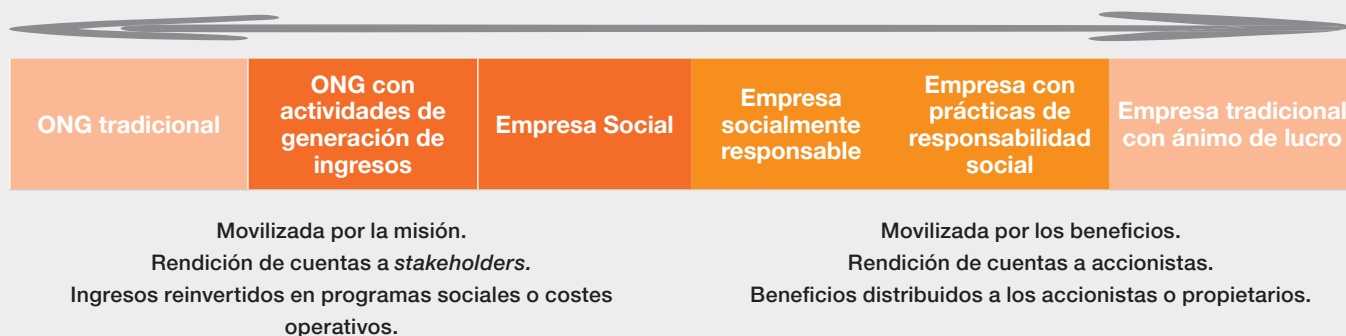 ONG tradicional
ONG con
actividades de
generación de
ingresos
Empresa Social
Empresa
socialmente
responsable
Empresa con
prácticas de
responsabilidad
social
Empresa tradicional
con ánimo de lucro
Movilizada por la misión.
Rendición de cuentas a stakeholders.
Ingresos reinvertidos en programas sociales o costes
operativos.
Movilizada por los beneficios.
Rendición de cuentas a accionistas.
Beneficios distribuidos a los accionistas o propietarios.